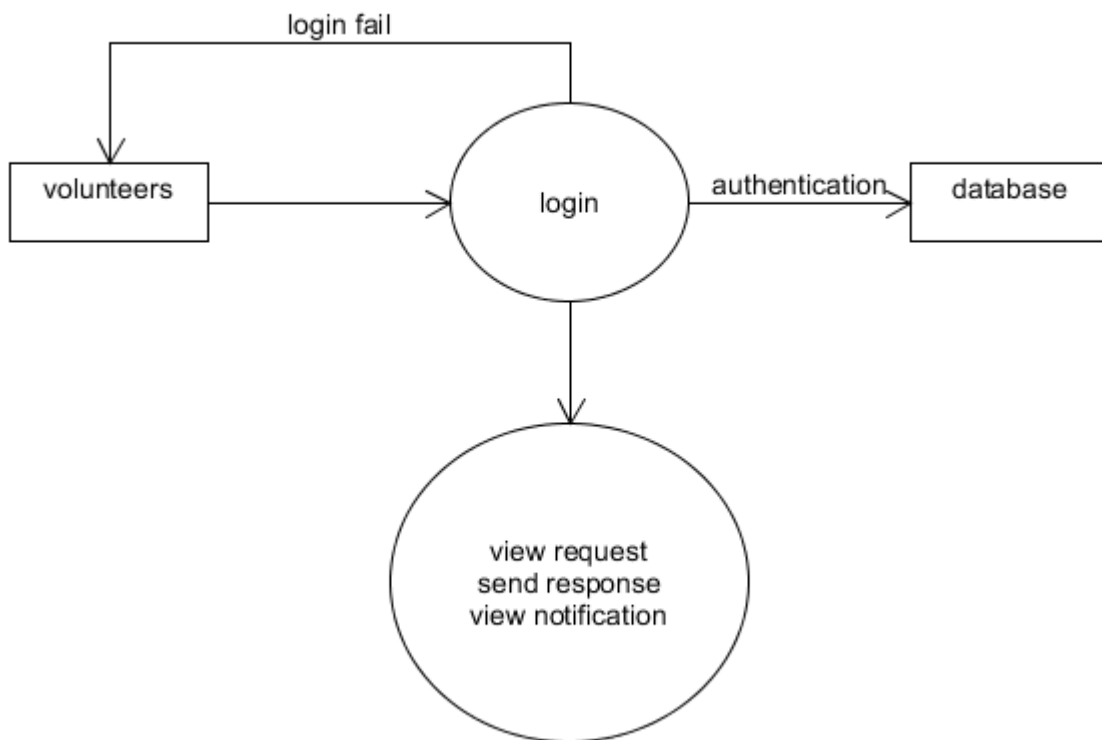 login fail
volunteers
login
authentication
database
view request
send response
view notification